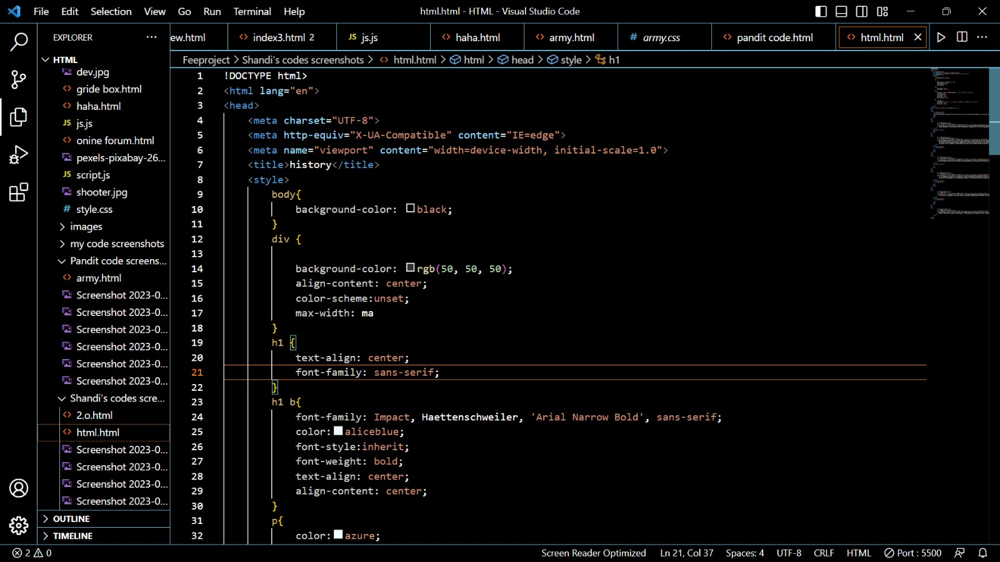 File Edit Selection View Go Run Terminal Help
html.html - HTML - Visual Studio Code
EXPLORER
ew.html
index3.html 2
JS js.js
haha.html
army.html
# army.css
pandit code.html
html.html
Feeproject > Shandi's codes screenshots > html.html > html > head > style > h1
HTML
dev.jpg
gride box.html
haha.html
JS js.js
onine forum.html
pexels-pixabay-26...
JS script.js
shooter.jpg
# style.css
images
my code screenshots
Pandit code screens...
army.html
Screenshot 2023-0...
Screenshot 2023-0...
Screenshot 2023-0...
Screenshot 2023-0...
Screenshot 2023-0...
Screenshot 2023-0...
Shandi's codes scre...
2.o.html
html.html
Screenshot 2023-0...
Screenshot 2023-0...
Screenshot 2023-0...
Screenshot 2023-0...
OUTLINE
TIMELINE
1 !DOCTYPE html>
2 <html lang="en">
3 <head>
4 <meta charset="UTF-8">
5 <meta http-equiv="X-UA-Compatible" content="IE=edge">
6 <meta name="viewport" content="width=device-width, initial-scale=1.0">
7 <title>history</title>
8 <style>
9 body{
10 background-color: black;
11 }
12 div {
13
14 background-color: rgb(50, 50, 50);
15 align-content: center;
16 color-scheme:unset;
17 max-width: ma
18 }
19 h1 {
20 text-align: center;
21 font-family: sans-serif;
22 }
23 h1 b{
24 font-family: Impact, Haettenschweiler, 'Arial Narrow Bold', sans-serif;
25 color: aliceblue;
26 font-style:inherit;
27 font-weight: bold;
28 text-align: center;
29 align-content: center;
30 }
31 p{
32 color: azure;
2 0
Screen Reader Optimized Ln 21, Col 37 Spaces: 4 UTF-8 CRLF HTML Port : 5500